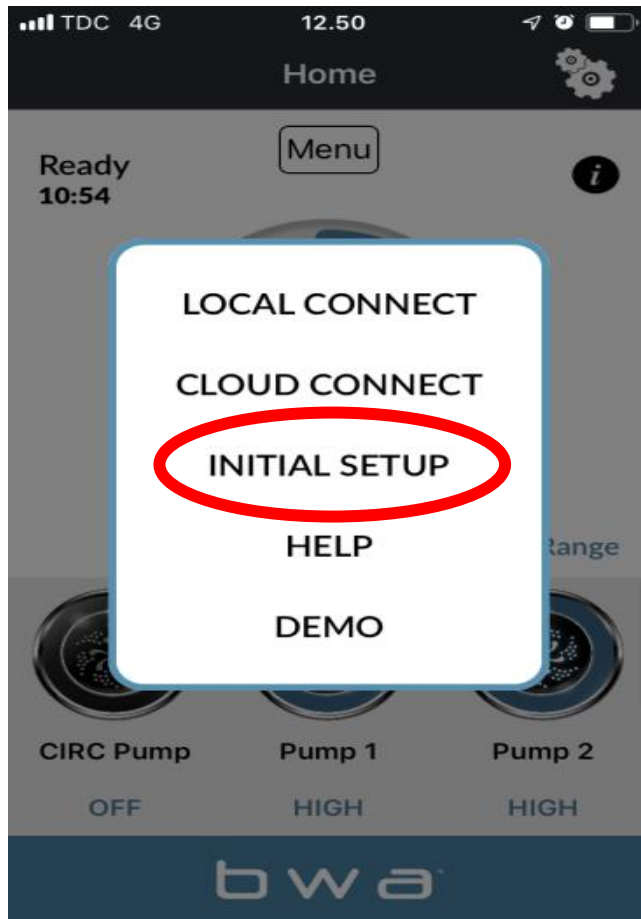 TDC 4G 12.50
Home
Menu
Ready
10:54
i
LOCAL CONNECT
CLOUD CONNECT
INITIAL SETUP
HELP
Range
DEMO
CIRC Pump Pump 1 Pump 2
OFF HIGH HIGH
bwa